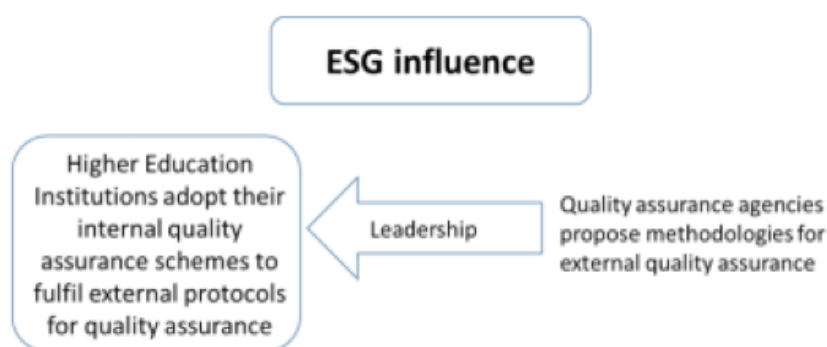 ESG influence
Higher Education
Institutions adopt their
internal quality
assurance schemes to
fulfil external protocols
for quality assurance
Leadership
Quality assurance agencies
propose methodologies for
external quality assurance